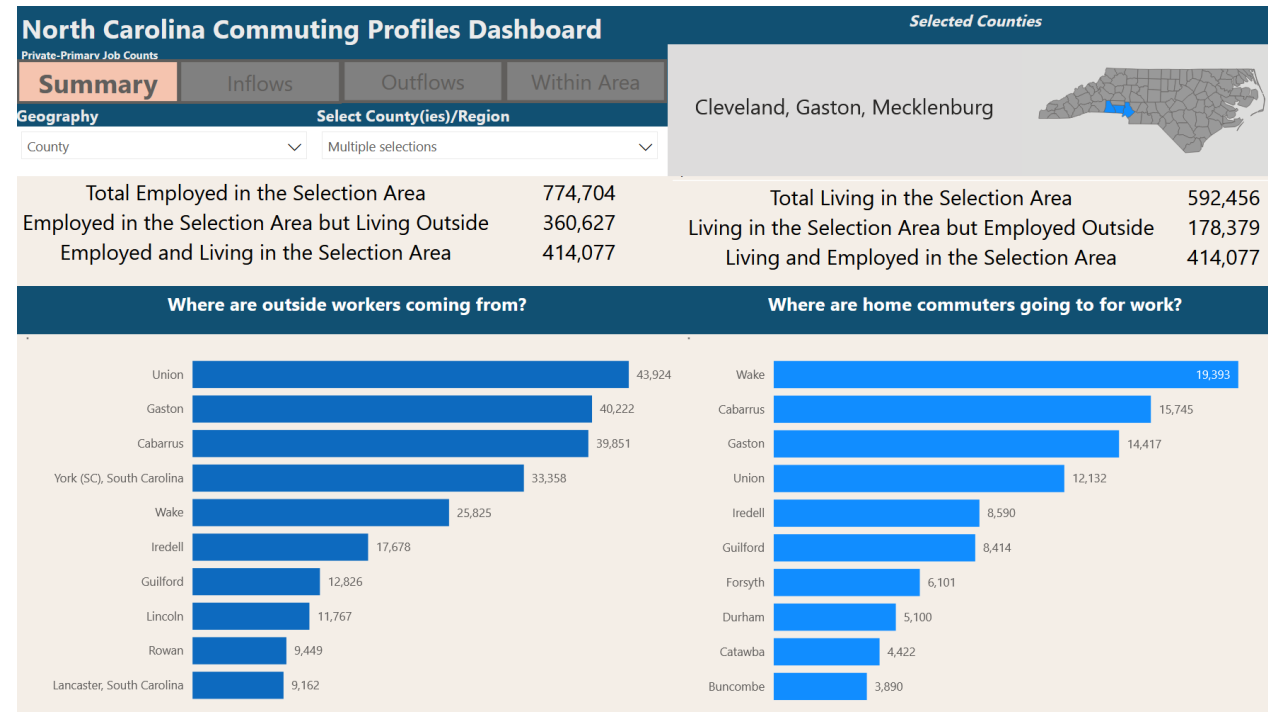 North Carolina Commuting Profiles Dashboard
Private-Primary Job Counts
Summary
Inflows
Outflows
Within Area
Geography
Select County(ies)/Region
County
Multiple selections
Selected Counties
Cleveland, Gaston, Mecklenburg
Total Employed in the Selection Area 774,704
Employed in the Selection Area but Living Outside 360,627
Employed and Living in the Selection Area 414,077
Total Living in the Selection Area 592,456
Living in the Selection Area but Employed Outside 178,379
Living and Employed in the Selection Area 414,077
Where are outside workers coming from?
Union 43,924
Gaston 40,222
Cabarrus 39,851
York (SC), South Carolina 33,358
Wake 25,825
Iredell 17,678
Guilford 12,826
Lincoln 11,767
Rowan 9,449
Lancaster, South Carolina 9,162
Where are home commuters going to for work?
Wake 19,393
Cabarrus 15,745
Gaston 14,417
Union 12,132
Iredell 8,590
Guilford 8,414
Forsyth 6,101
Durham 5,100
Catawba 4,422
Buncombe 3,890